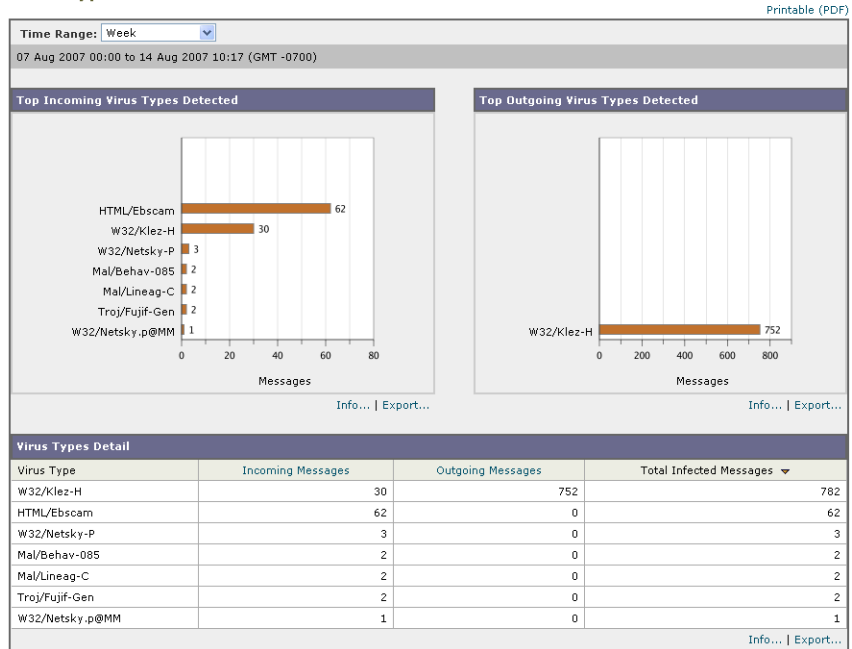 Printable (PDF)
Time Range: Week
07 Aug 2007 00:00 to 14 Aug 2007 10:17 (GMT -0700)
Top Incoming Virus Types Detected
HTML/Ebscam 62
W32/Klez-H 30
W32/Netsky-P 3
Mal/Behav-085 2
Mal/Lineag-C 2
Troj/Fujif-Gen 2
W32/Netsky.p@MM 1
0 20 40 60 80
Messages
Info... | Export...
Top Outgoing Virus Types Detected
W32/Klez-H 752
0 200 400 600 800
Messages
Info... | Export...
Virus Types Detail
Virus Type Incoming Messages Outgoing Messages Total Infected Messages
W32/Klez-H 30 752 782
HTML/Ebscam 62 0 62
W32/Netsky-P 3 0 3
Mal/Behav-085 2 0 2
Mal/Lineag-C 2 0 2
Troj/Fujif-Gen 2 0 2
W32/Netsky.p@MM 1 0 1
Info... | Export...